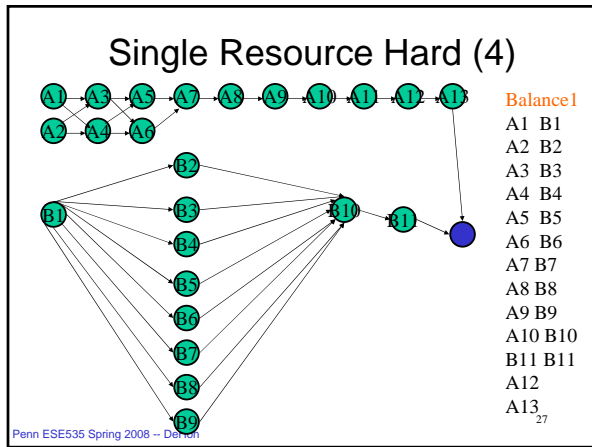 Single Resource Hard (4)
A1 A3 A5 A7 A8 A9 A10 A11 A12 A13
A2 A4 A6
B1
B2
B3
B4
B5
B6
B7
B8
B9
B10
B11
Balance1
A1 B1
A2 B2
A3 B3
A4 B4
A5 B5
A6 B6
A7 B7
A8 B8
A9 B9
A10 B10
B11 B11
A12
A13
27
Penn ESE535 Spring 2008 --